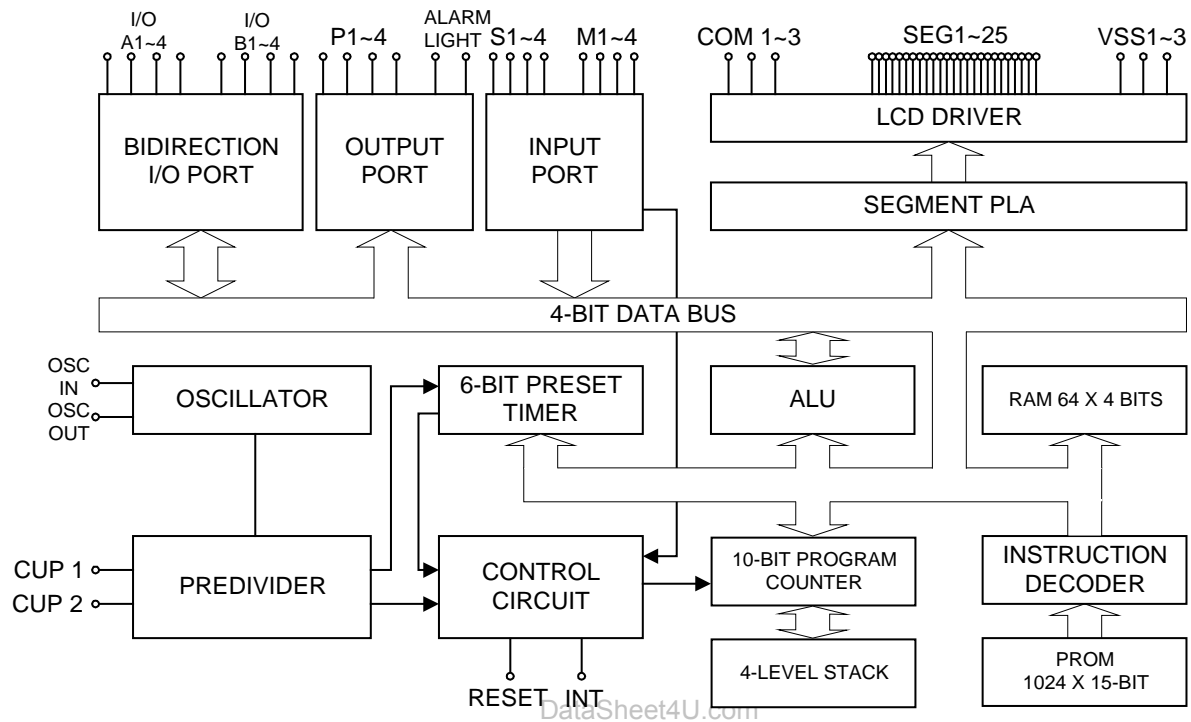 I/O
A1~4
I/O
B1~4
P1~4
ALARM
LIGHT
S1~4
M1~4
COM 1~3
SEG1~25
VSS1~3
BIDIRECTION
I/O PORT
OUTPUT
PORT
INPUT
PORT
LCD DRIVER
SEGMENT PLA
4-BIT DATA BUS
OSC
IN
OSC
OUT
OSCILLATOR
6-BIT PRESET
TIMER
ALU
RAM 64 X 4 BITS
CUP 1
CUP 2
PREDIVIDER
CONTROL
CIRCUIT
10-BIT PROGRAM
COUNTER
INSTRUCTION
DECODER
4-LEVEL STACK
PROM
1024 X 15-BIT
RESET
INT
DataSheet4U.com